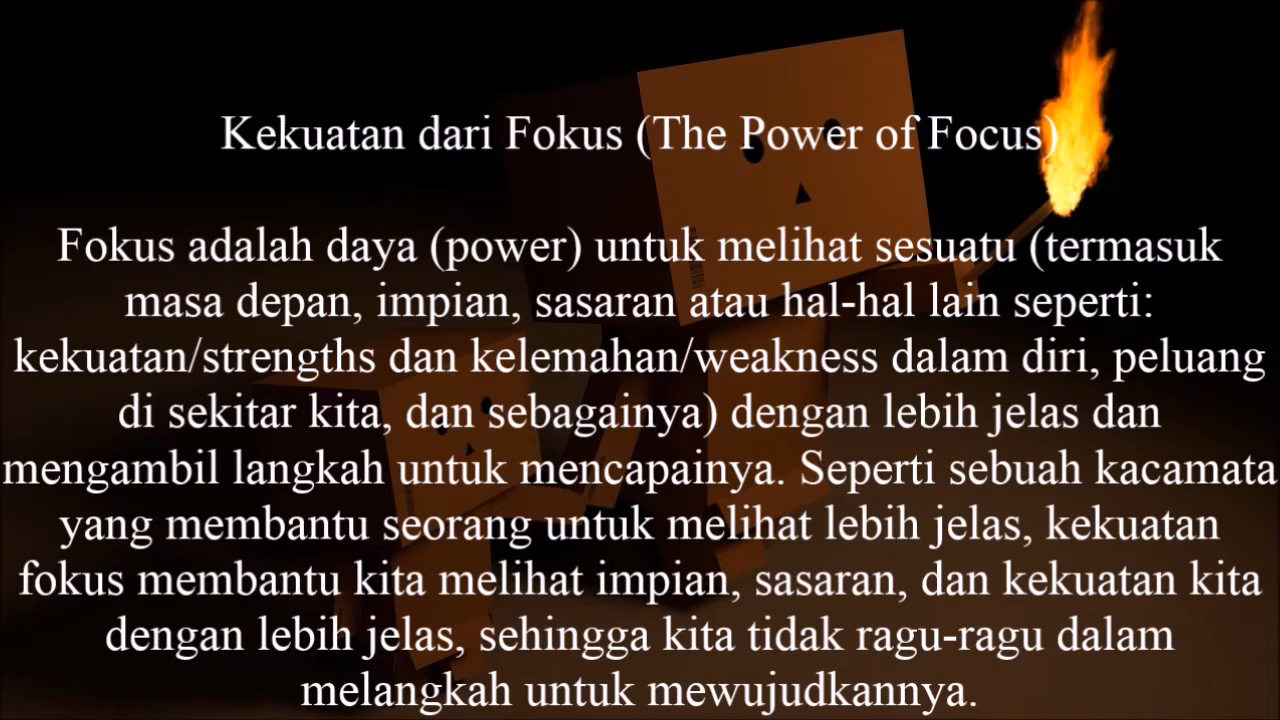 Kekuatan dari Fokus (The Power of Focus)
Fokus adalah daya (power) untuk melihat sesuatu (termasuk
masa depan, impian, sasaran atau hal-hal lain seperti:
kekuatan/strengths dan kelemahan/weakness dalam diri, peluang
di sekitar kita, dan sebagainya) dengan lebih jelas dan
mengambil langkah untuk mencapainya. Seperti sebuah kacamata
yang membantu seorang untuk melihat lebih jelas, kekuatan
fokus membantu kita melihat impian, sasaran, dan kekuatan kita
dengan lebih jelas, sehingga kita tidak ragu-ragu dalam
melangkah untuk mewujudkannya.